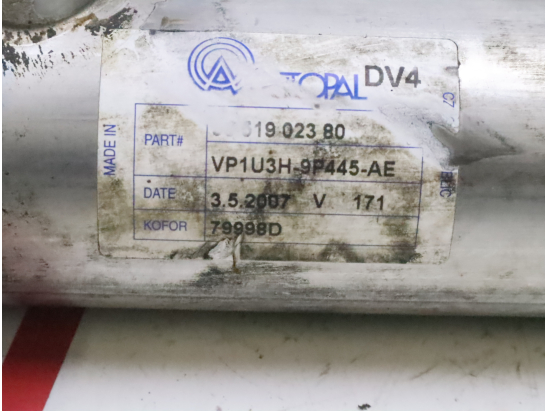 TOPAL DV4
MADE IN
PART# 619 023 80
VP1U3H-9P445-AE
DATE 3.5.2007 V 171
KOFOR 79998D